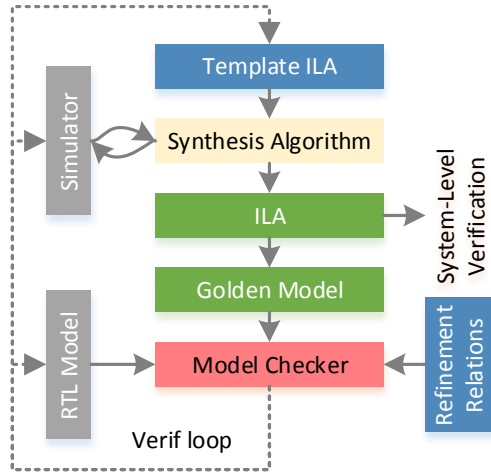 Template ILA
Simulator
Synthesis Algorithm
ILA
System-Level
Verification
Golden Model
RTL Model
Model Checker
Refinement
Relations
Verif loop